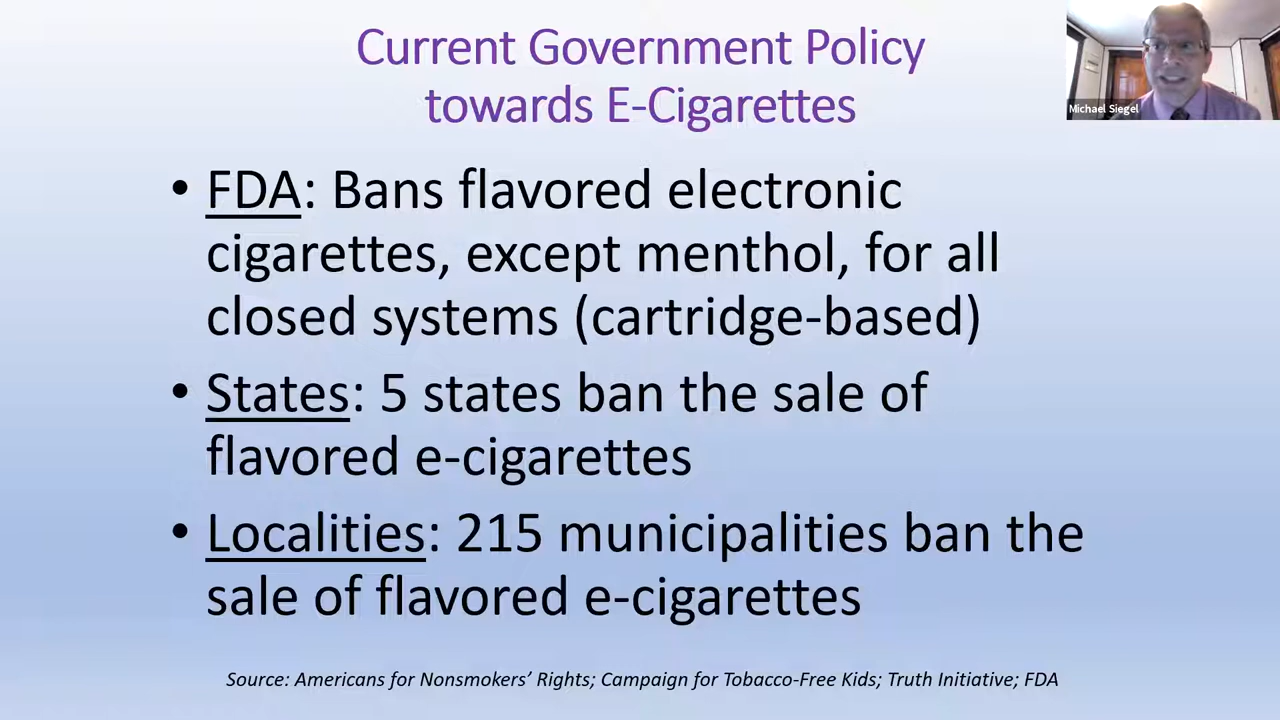 Current Government Policy
towards E-Cigarettes
Michael Siegel
• FDA: Bans flavored electronic
cigarettes, except menthol, for all
closed systems (cartridge-based)
• States: 5 states ban the sale of
flavored e-cigarettes
• Localities: 215 municipalities ban the
sale of flavored e-cigarettes
Source: Americans for Nonsmokers’ Rights; Campaign for Tobacco-Free Kids; Truth Initiative; FDA